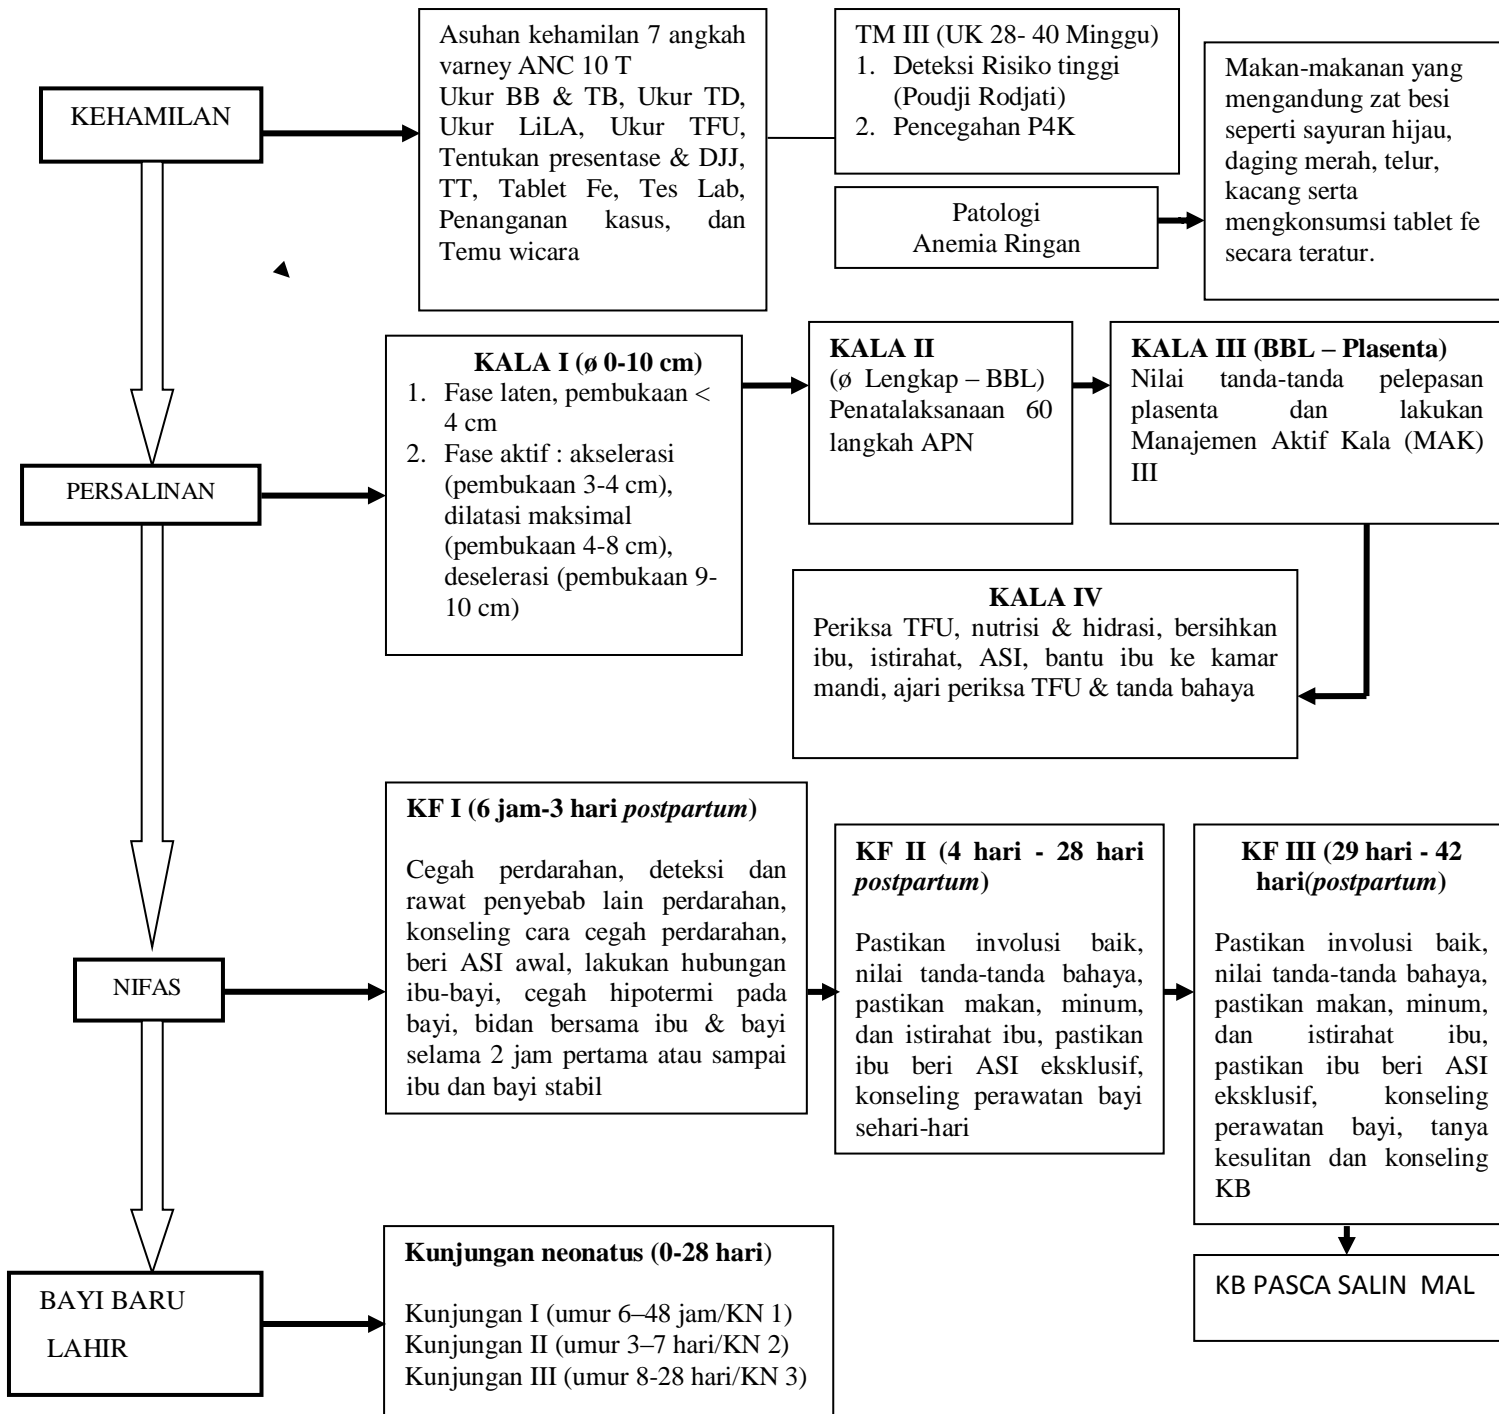 KEHAMILAN
Asuhan kehamilan 7 angkah
varney ANC 10 T
Ukur BB & TB, Ukur TD,
Ukur LiLA, Ukur TFU,
Tentukan presentase & DJJ,
TT, Tablet Fe, Tes Lab,
Penanganan kasus, dan
Temu wicara
TM III (UK 28- 40 Minggu)
1. Deteksi Risiko tinggi
(Poudji Rodjati)
2. Pencegahan P4K
Patologi
Anemia Ringan
Makan-makanan yang
mengandung zat besi
seperti sayuran hijau,
daging merah, telur,
kacang serta
mengkonsumsi tablet fe
secara teratur.
PERSALINAN
KALA I (ø 0-10 cm)
1. Fase laten, pembukaan <
4 cm
2. Fase aktif : akselerasi
(pembukaan 3-4 cm),
dilatasi maksimal
(pembukaan 4-8 cm),
deselerasi (pembukaan 9-
10 cm)
KALA II
(ø Lengkap – BBL)
Penatalaksanaan 60
langkah APN
KALA III (BBL – Plasenta)
Nilai tanda-tanda pelepasan
plasenta dan lakukan
Manajemen Aktif Kala (MAK)
III
KALA IV
Periksa TFU, nutrisi & hidrasi, bersihkan
ibu, istirahat, ASI, bantu ibu ke kamar
mandi, ajari periksa TFU & tanda bahaya
NIFAS
KF I (6 jam-3 hari postpartum)
Cegah perdarahan, deteksi dan
rawat penyebab lain perdarahan,
konseling cara cegah perdarahan,
beri ASI awal, lakukan hubungan
ibu-bayi, cegah hipotermi pada
bayi, bidan bersama ibu & bayi
selama 2 jam pertama atau sampai
ibu dan bayi stabil
KF II (4 hari - 28 hari
postpartum)
Pastikan involusi baik,
nilai tanda-tanda bahaya,
pastikan makan, minum,
dan istirahat ibu, pastikan
ibu beri ASI eksklusif,
konseling perawatan bayi
sehari-hari
KF III (29 hari - 42
hari(postpartum)
Pastikan involusi baik,
nilai tanda-tanda bahaya,
pastikan makan, minum,
dan istirahat ibu,
pastikan ibu beri ASI
eksklusif, konseling
perawatan bayi, tanya
kesulitan dan konseling
KB
KB PASCA SALIN MAL
BAYI BARU
LAHIR
Kunjungan neonatus (0-28 hari)
Kunjungan I (umur 6–48 jam/KN 1)
Kunjungan II (umur 3–7 hari/KN 2)
Kunjungan III (umur 8-28 hari/KN 3)